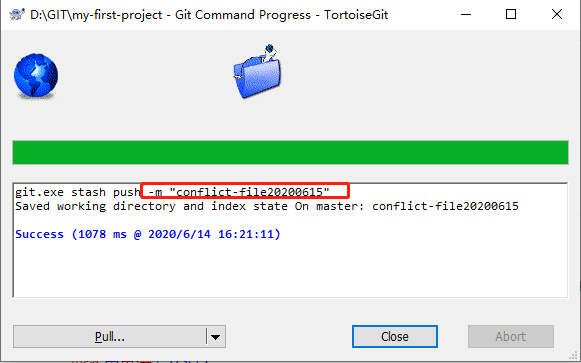 D:\GIT\my-first-project - Git Command Progress - TortoiseGit
git.exe stash push -m "conflict-file20200615"
Saved working directory and index state On master: conflict-file20200615
Success (1078 ms @ 2020/6/14 16:21:11)
Pull...
Close
Abort